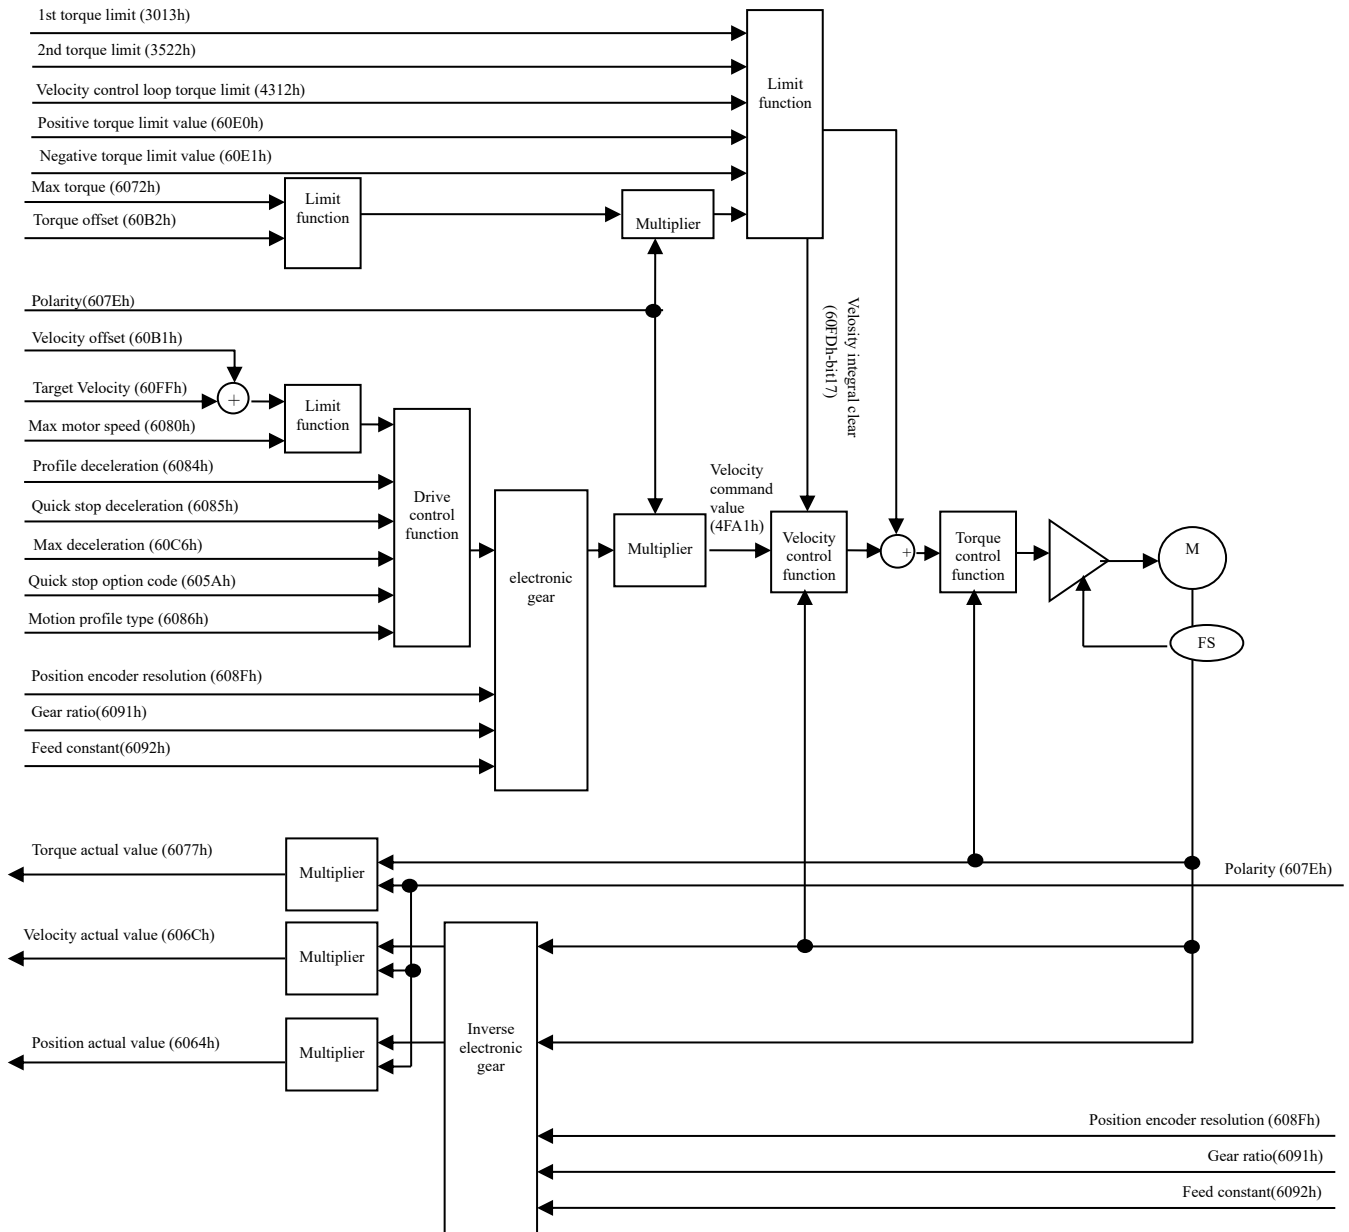 1st torque limit (3013h)
2nd torque limit (3522h)
Velocity control loop torque limit (4312h)
Positive torque limit value (60E0h)
Negative torque limit value (60E1h)
Max torque (6072h)
Torque offset (60B2h)
Limit
function
Multiplier
Limit
function
Polarity(607Eh)
Velocity offset (60B1h)
Target Velocity (60FFh)
+
Max motor speed (6080h)
Limit
function
Profile deceleration (6084h)
Quick stop deceleration (6085h)
Max deceleration (60C6h)
Quick stop option code (605Ah)
Motion profile type (6086h)
Drive
control
function
Position encoder resolution (608Fh)
Gear ratio(6091h)
Feed constant(6092h)
electronic
gear
Multiplier
Velocity
command
value
(4FA1h)
Velosity integral clear
(60FDh-bit17)
Velocity
control
function
+
Torque
control
function
M
FS
Torque actual value (6077h)
Multiplier
Polarity (607Eh)
Velocity actual value (606Ch)
Multiplier
Position actual value (6064h)
Multiplier
Inverse
electronic
gear
Position encoder resolution (608Fh)
Gear ratio(6091h)
Feed constant(6092h)